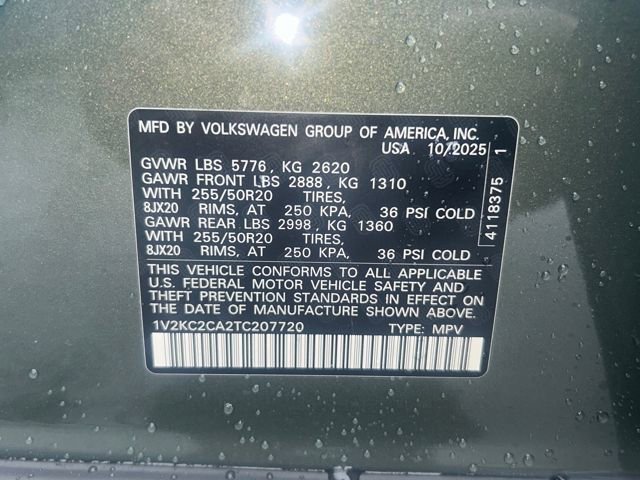 MFD BY VOLKSWAGEN GROUP OF AMERICA, INC.
USA 10/2025
GVWR LBS 5776, KG 2620
GAWR FRONT LBS 2888, KG 1310
WITH 255/50R20 TIRES,
8JX20 RIMS, AT 250 KPA, 36 PSI COLD
GAWR REAR LBS 2998, KG 1360
WITH 255/50R20 TIRES,
8JX20 RIMS, AT 250 KPA, 36 PSI COLD
THIS VEHICLE CONFORMS TO ALL APPLICABLE
U.S. FEDERAL MOTOR VEHICLE SAFETY AND
THEFT PREVENTION STANDARDS IN EFFECT ON
THE DATE OF MANUFACTURE SHOWN ABOVE.
1V2KC2CA2TC207720 TYPE: MPV
4118375 1